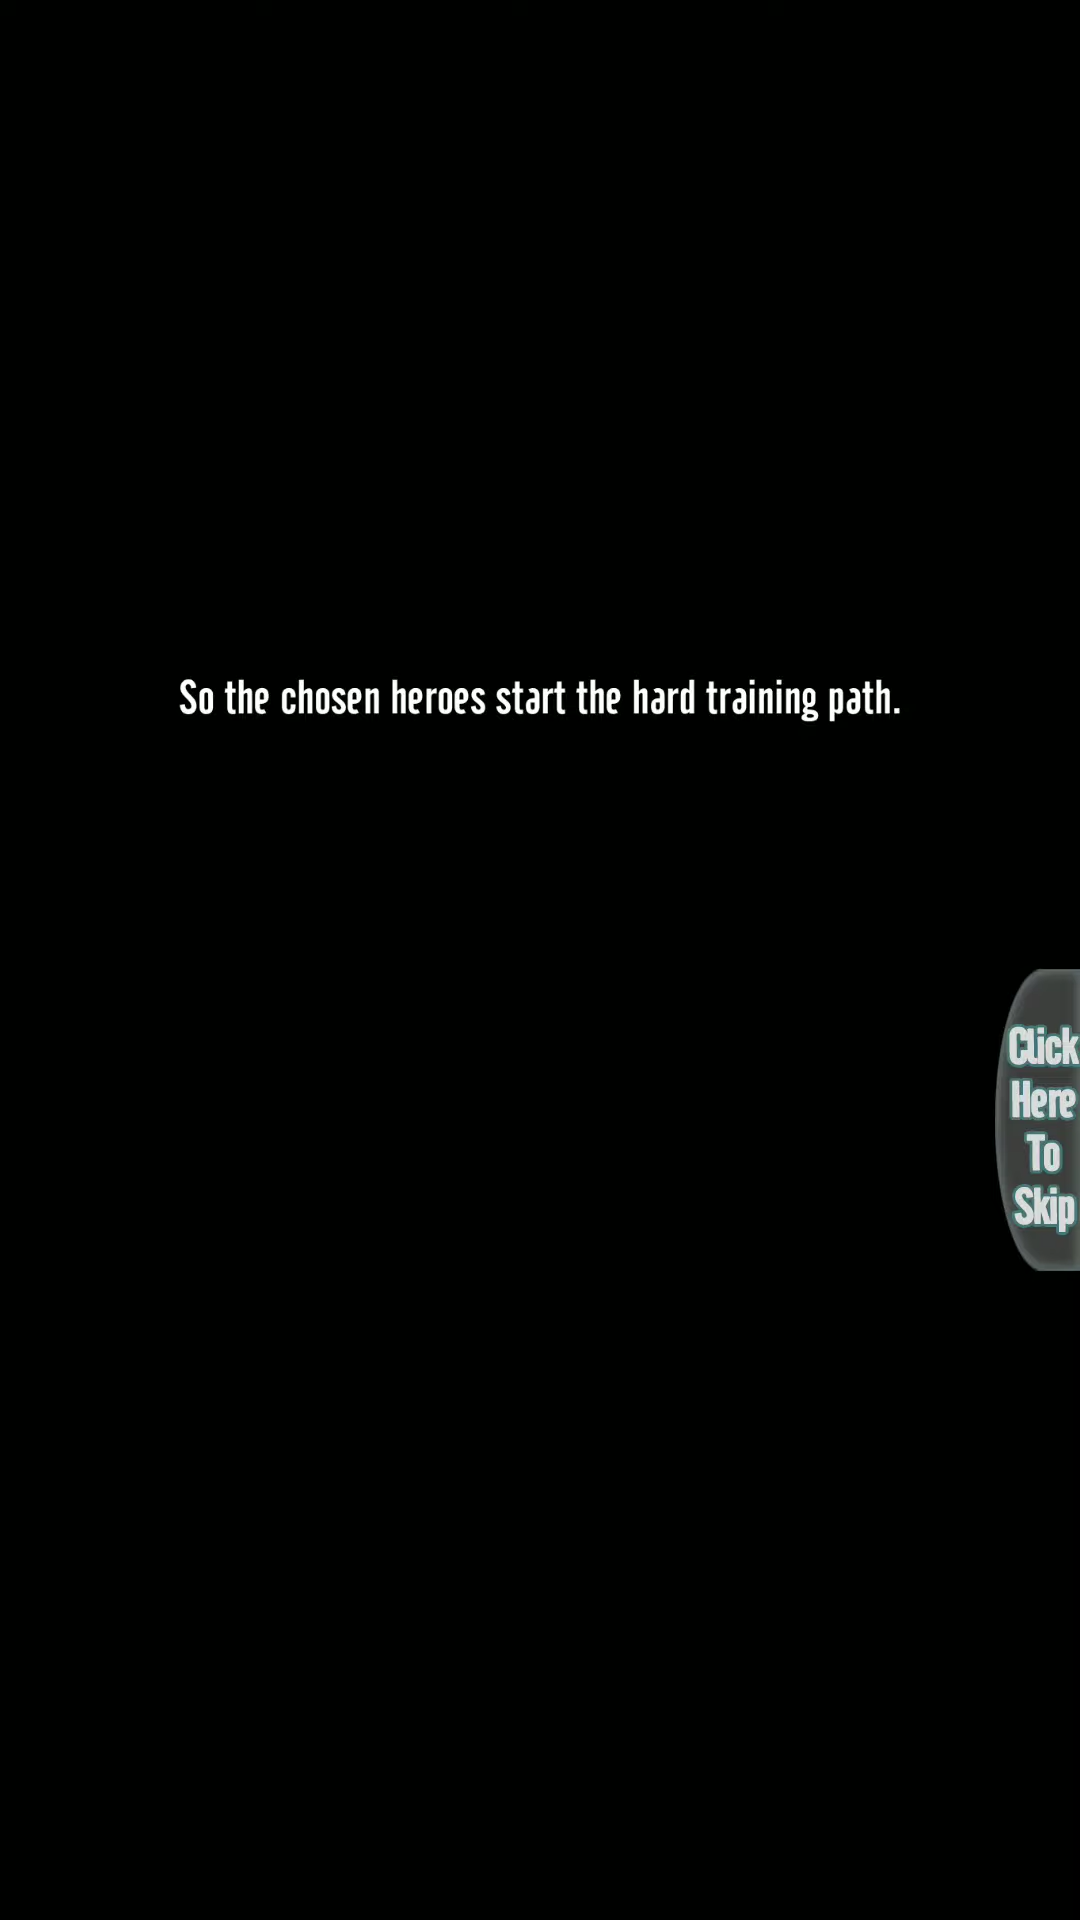 So the chosen heroes start the hard training path.
Click
Here
To
Skip